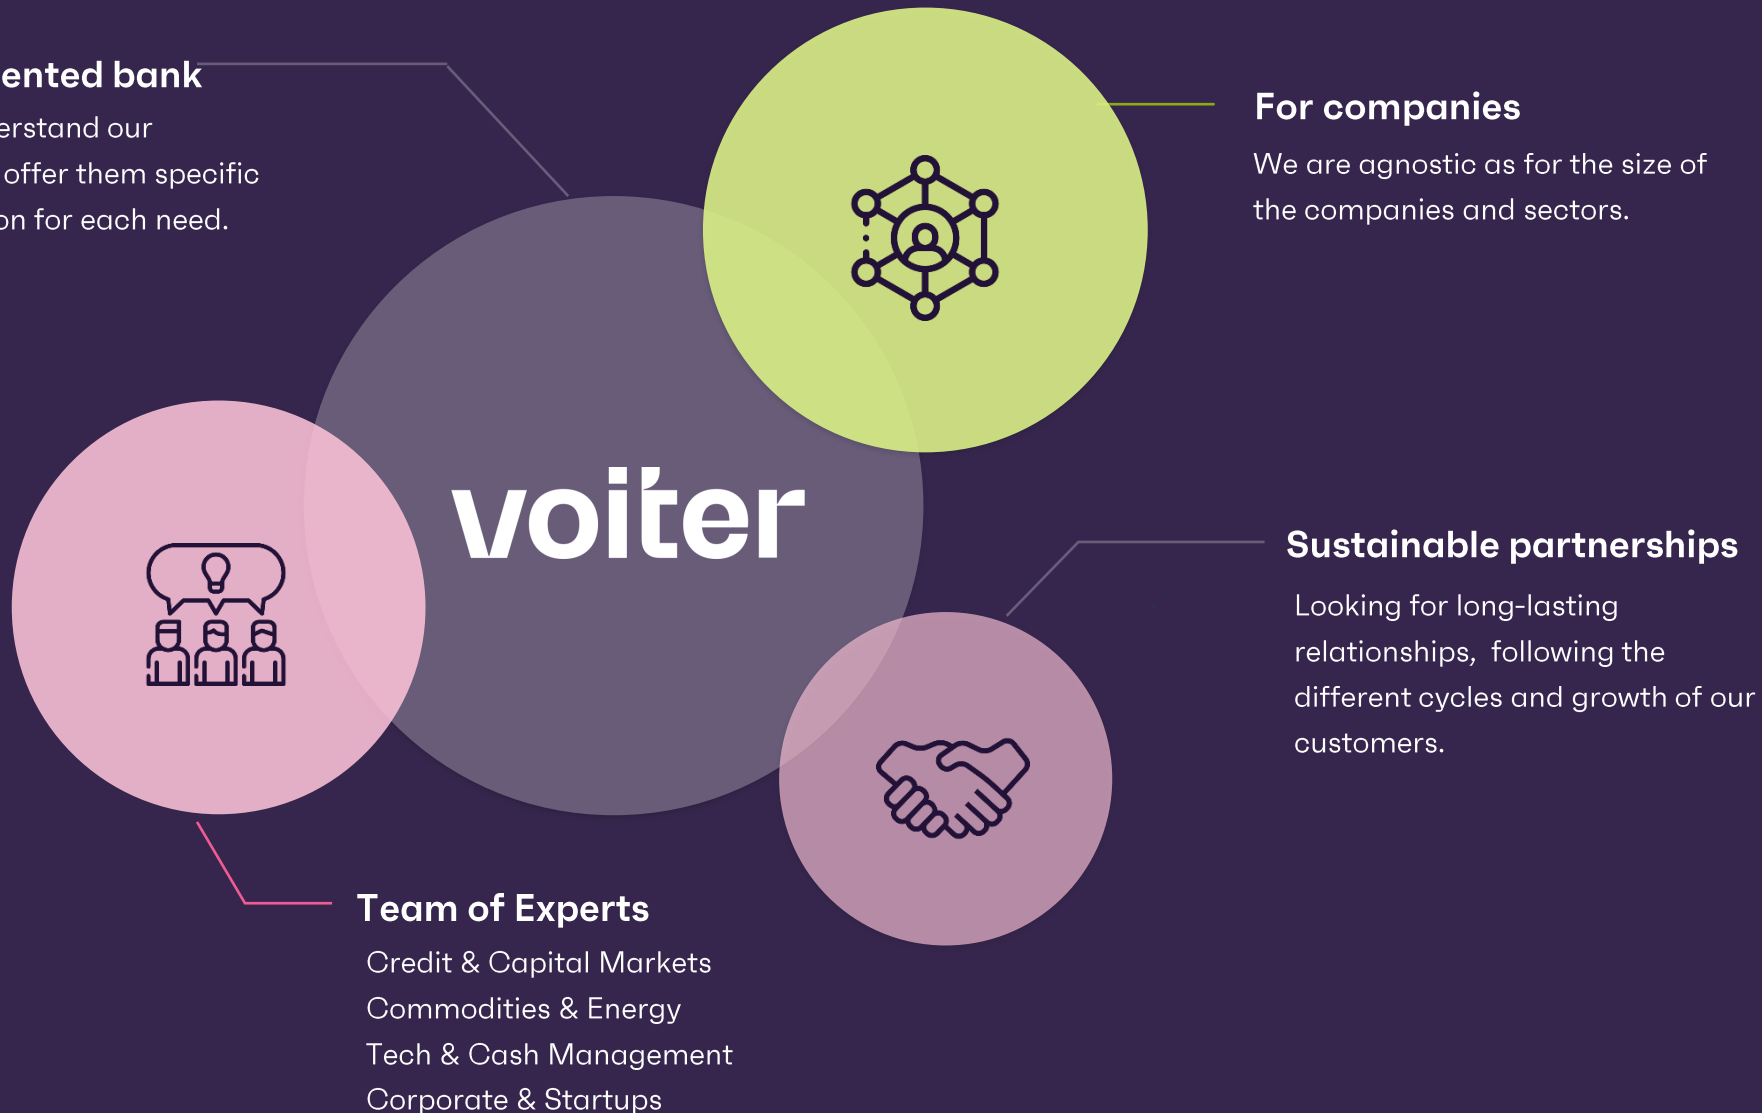 ented bank
erstand our
offer them specific
on for each need.
For companies
We are agnostic as for the size of
the companies and sectors.
voiter
Sustainable partnerships
Looking for long-lasting
relationships, following the
different cycles and growth of our
customers.
Team of Experts
Credit & Capital Markets
Commodities & Energy
Tech & Cash Management
Corporate & Startups